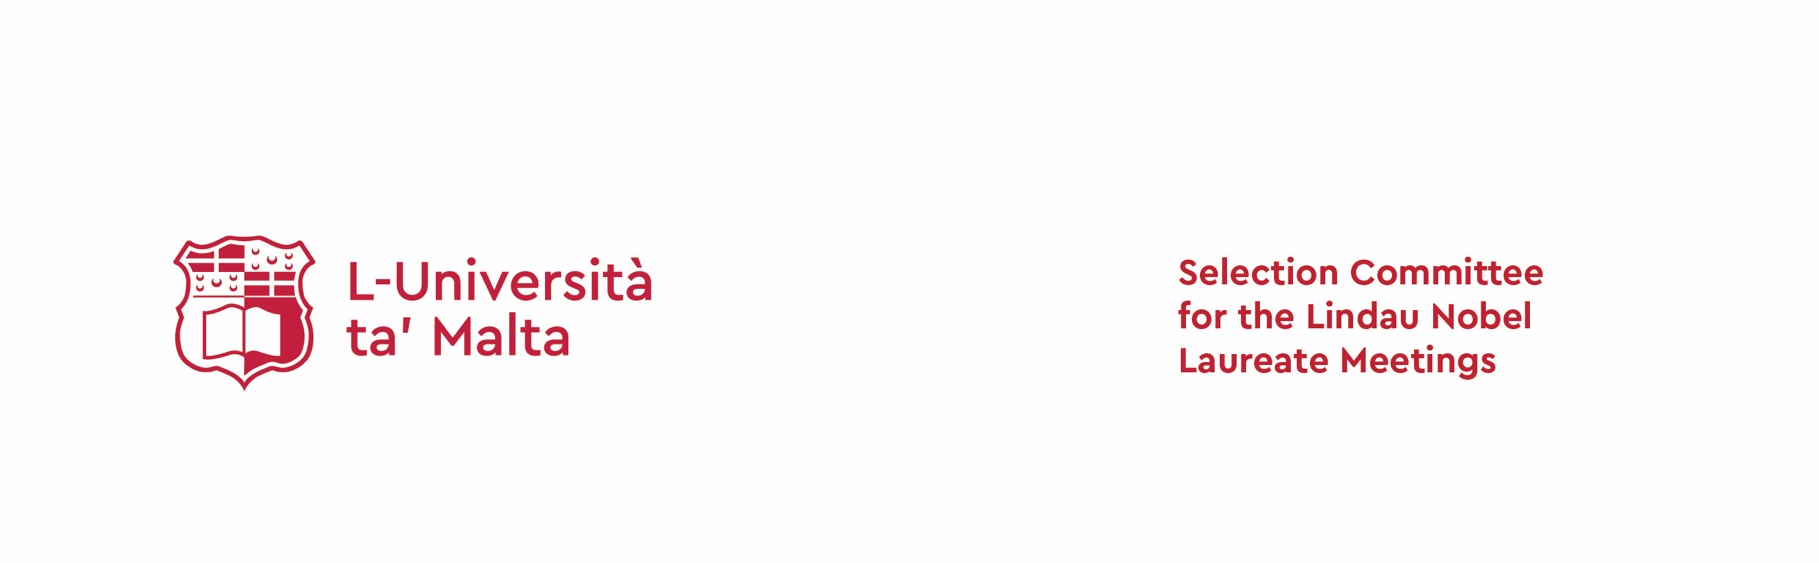 L-Università
ta' Malta
Selection Committee
for the Lindau Nobel
Laureate Meetings